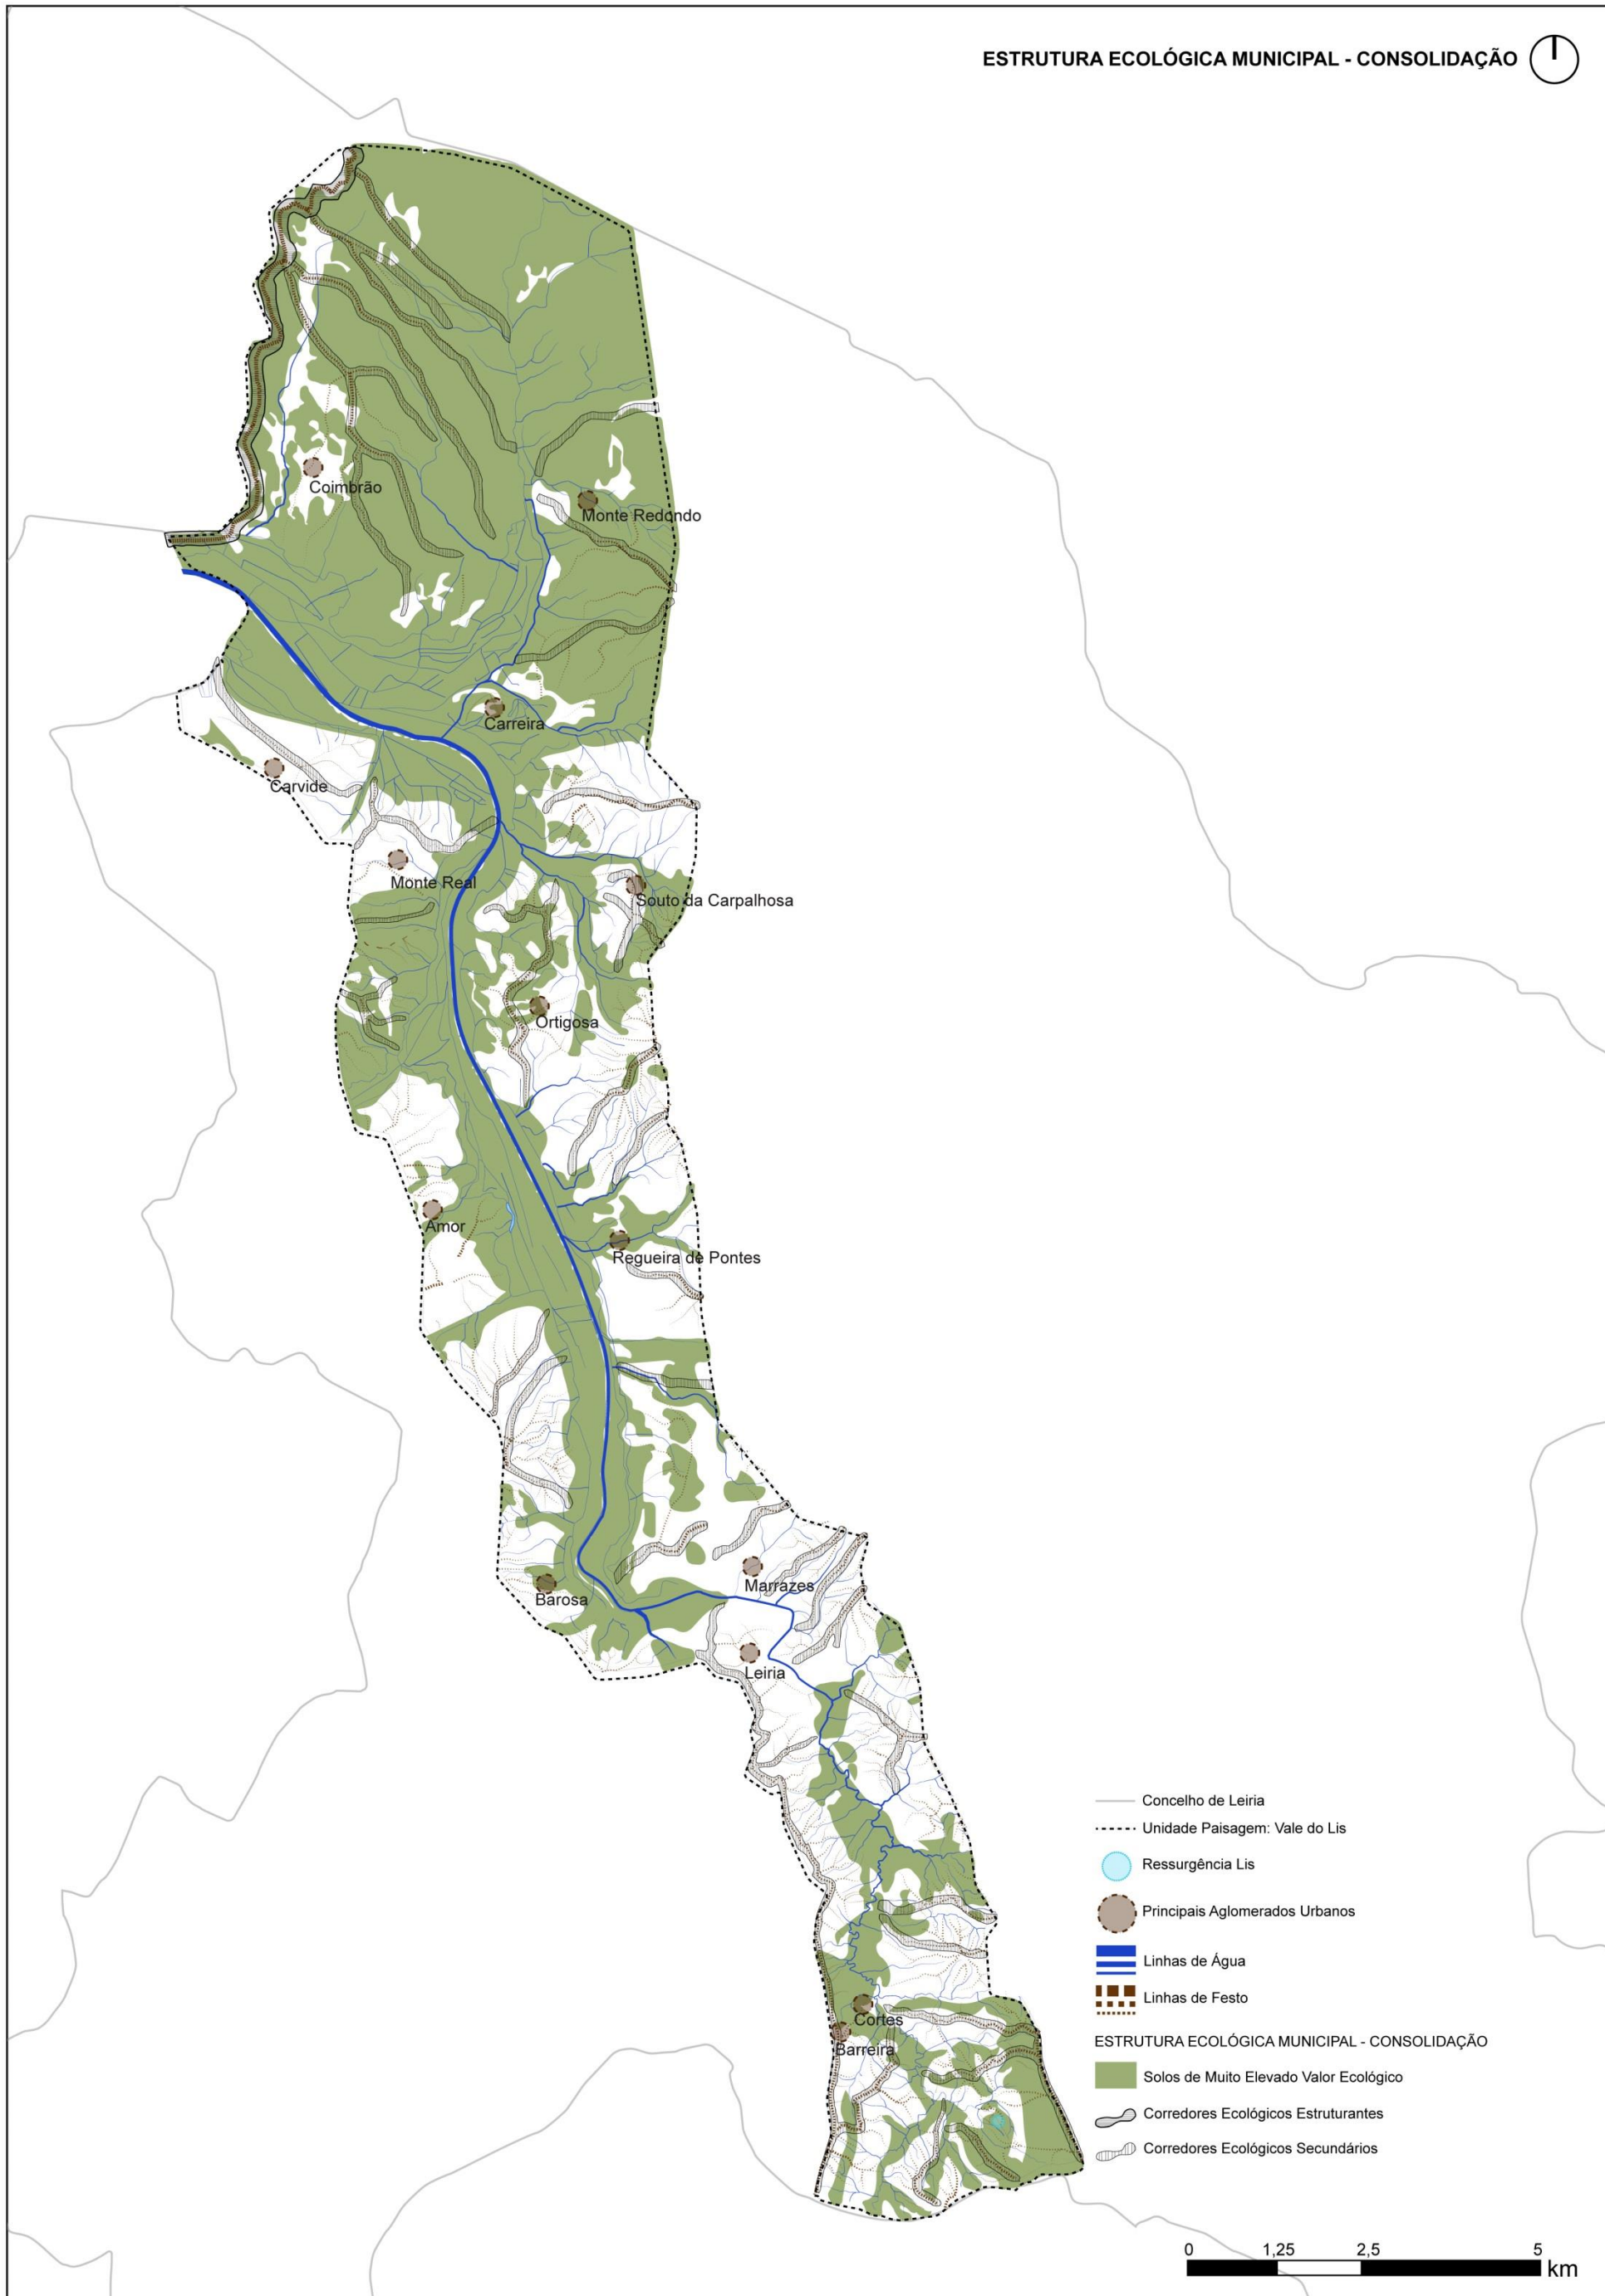 ESTRUTURA ECOLÓGICA MUNICIPAL - CONSOLIDAÇÃO
Coimbrão
Monte Redondo
Carreira
Carvide
Monte Real
Souto da Carpalhosa
Ortigosa
Amor
Regueira de Pontes
Marrazes
Barosa
Leiria
Cortes
Barreira
Concelho de Leiria
Unidade Paisagem: Vale do Lis
Ressurgência Lis
Principais Aglomerados Urbanos
Linhas de Água
Linhas de Festo
ESTRUTURA ECOLÓGICA MUNICIPAL - CONSOLIDAÇÃO
Solos de Muito Elevado Valor Ecológico
Corredores Ecológicos Estruturantes
Corredores Ecológicos Secundários
0 1,25 2,5 5
km